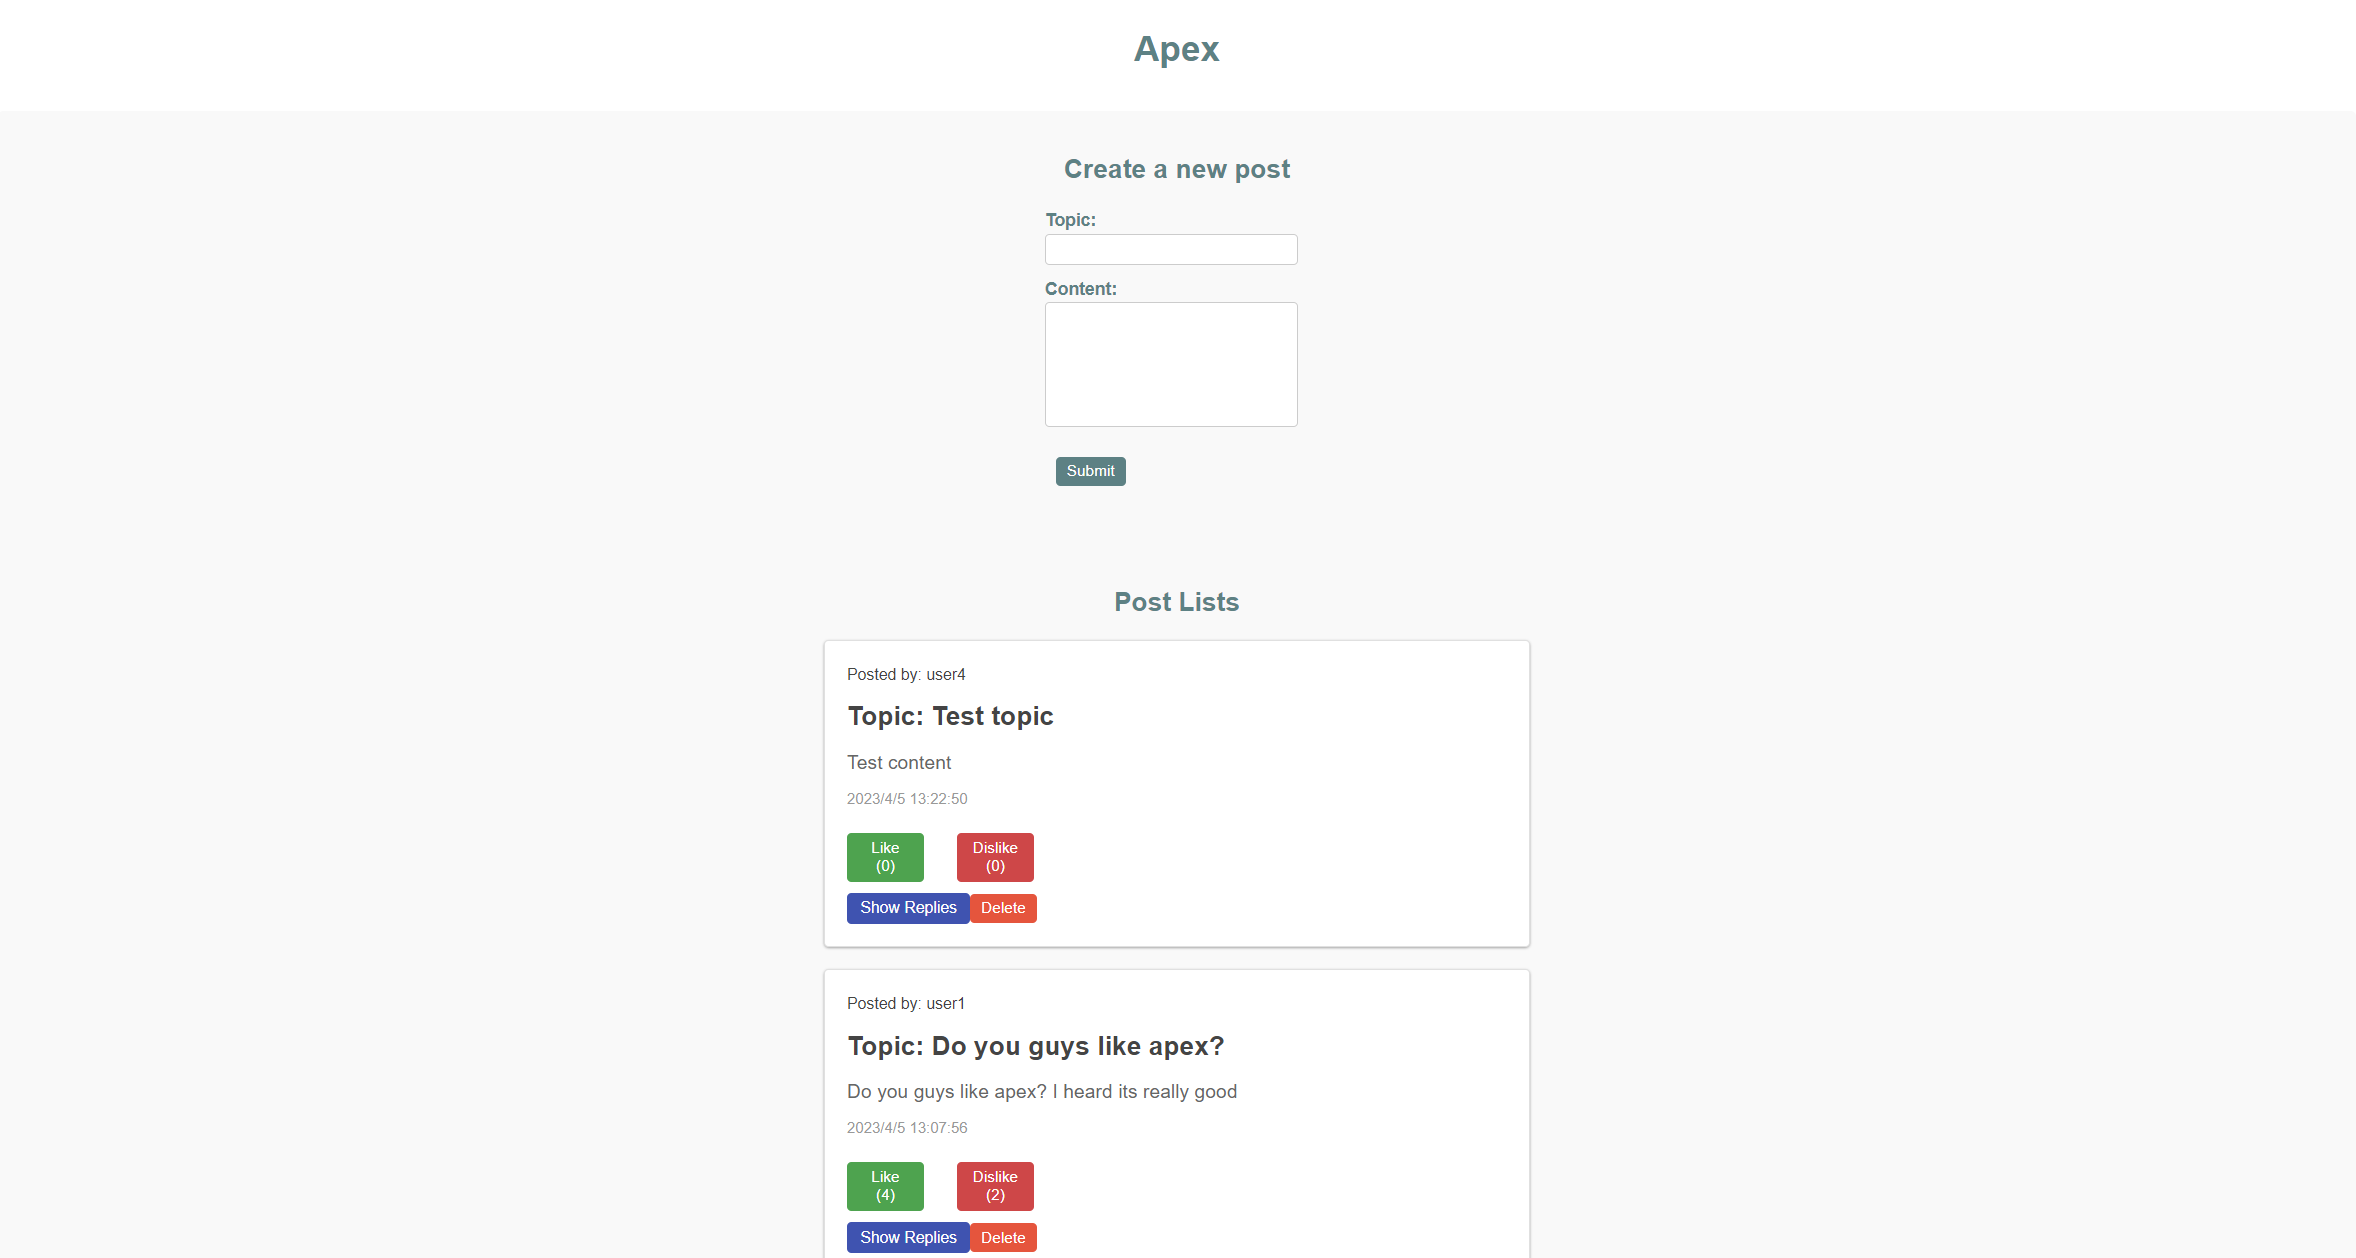 Apex
Create a new post
Topic:
Content:
Submit
Post Lists
Posted by: user4
Topic: Test topic
Test content
2023/4/5 13:22:50
Like
(0)
Dislike
(0)
Show Replies
Delete
Posted by: user1
Topic: Do you guys like apex?
Do you guys like apex? I heard its really good
2023/4/5 13:07:56
Like
(4)
Dislike
(2)
Show Replies
Delete